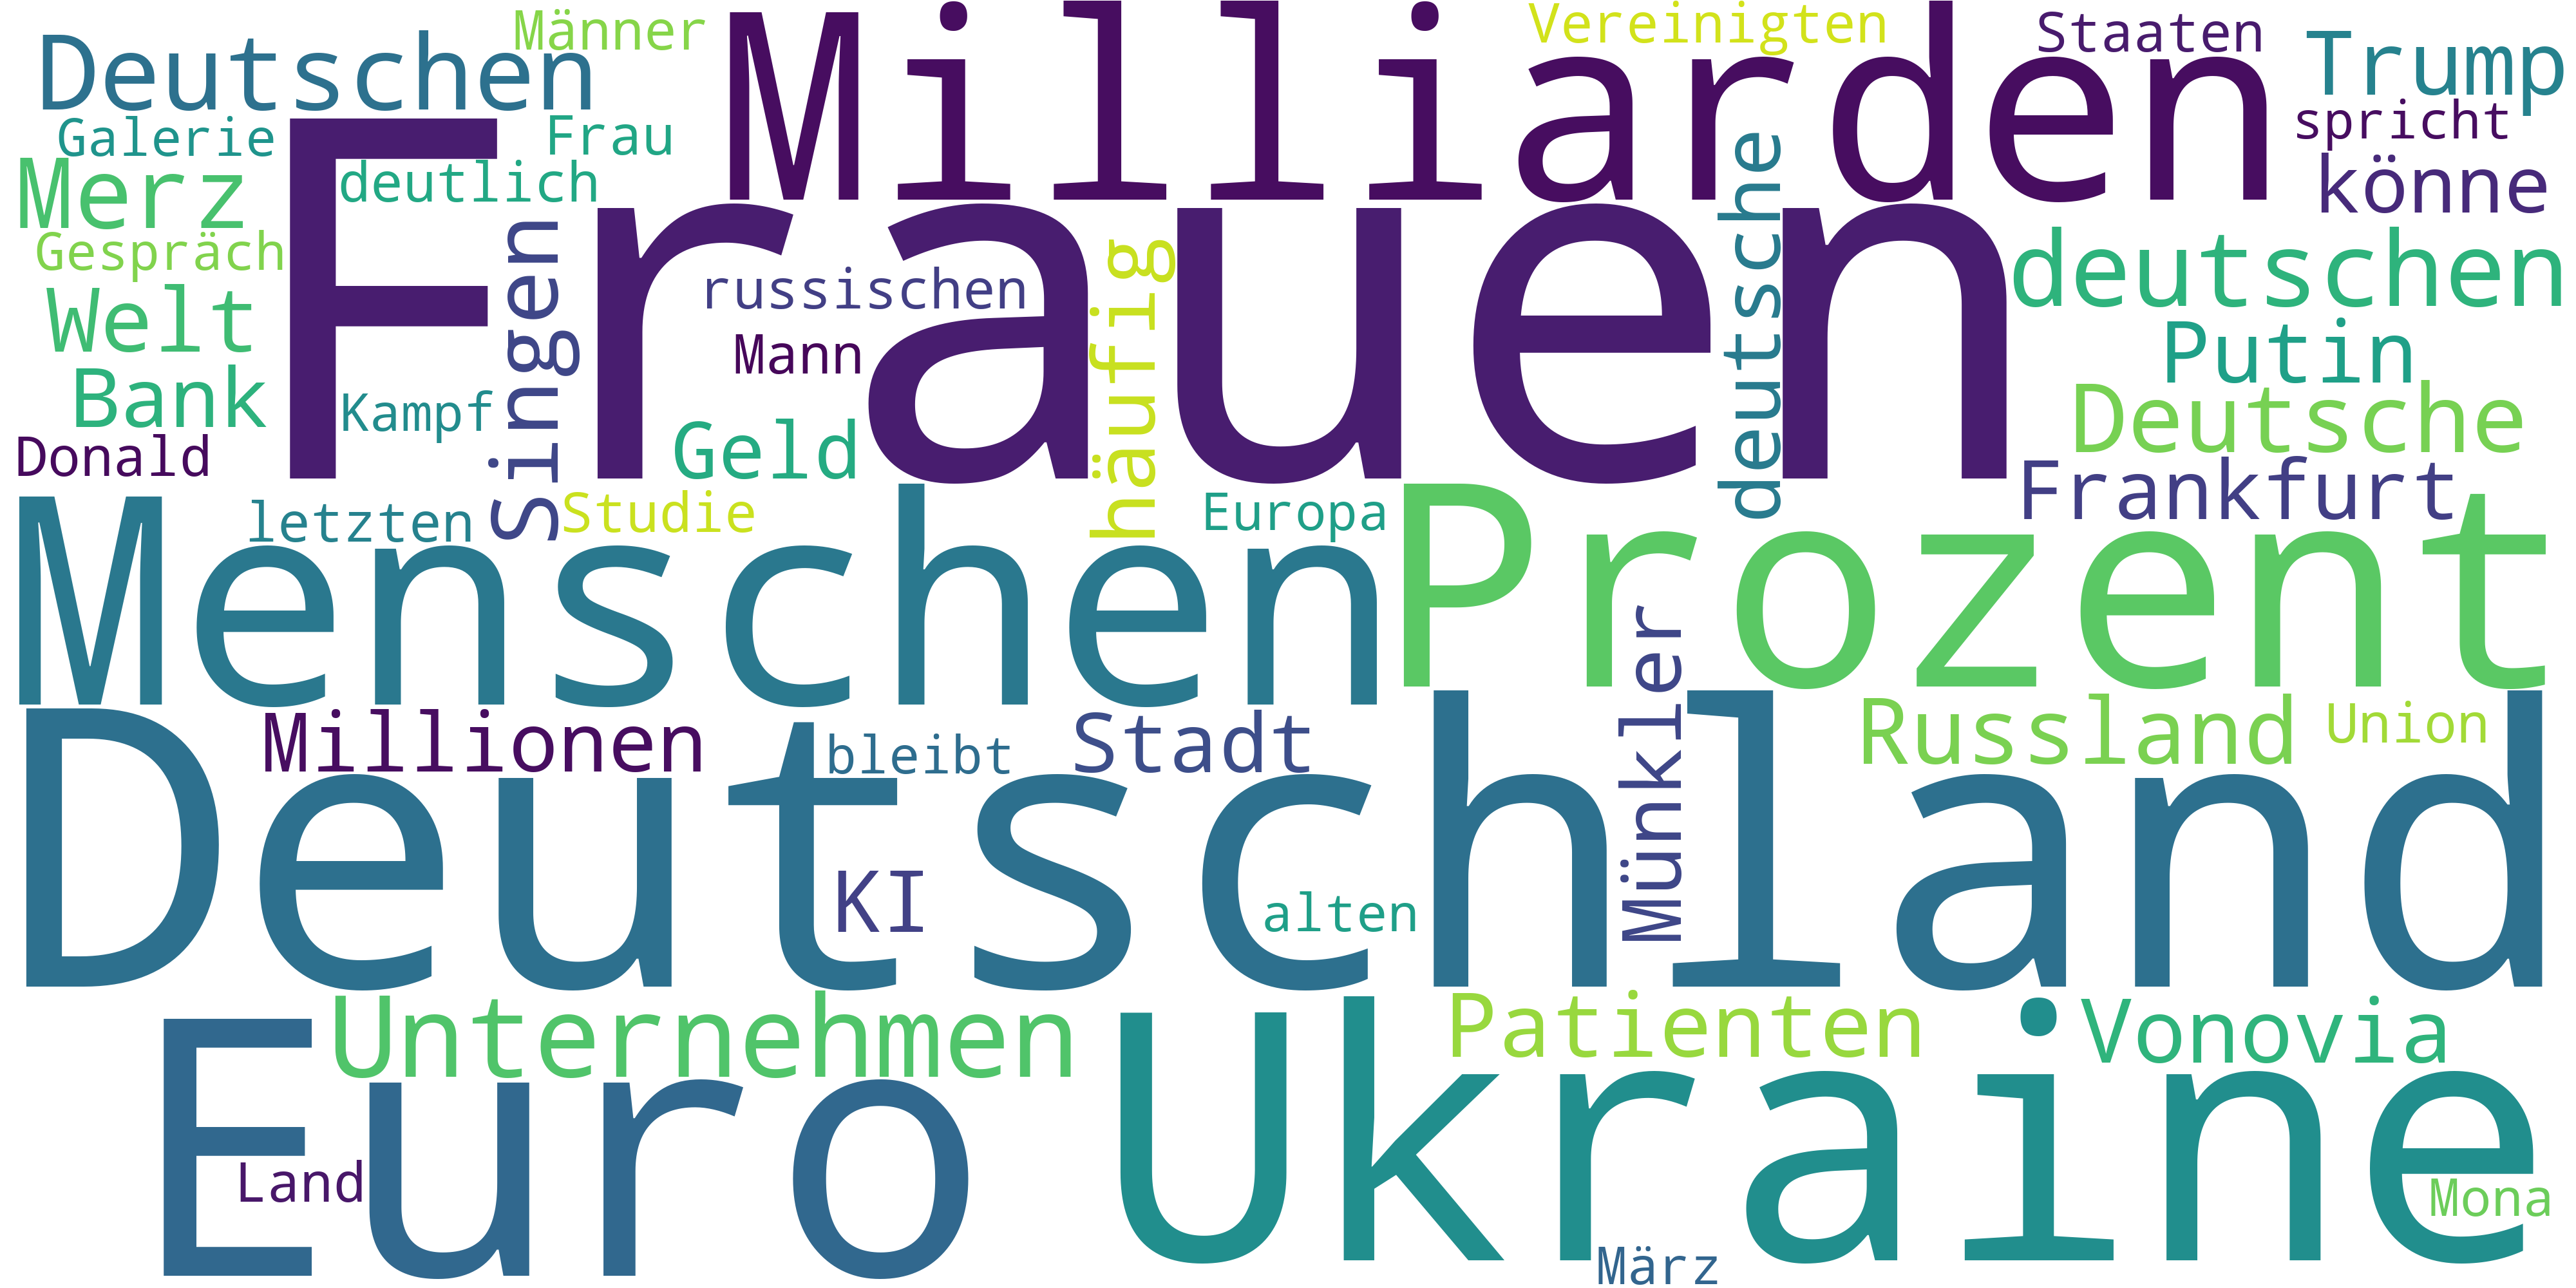 Männer
Milliarden
Vereinigten
Staaten
Deutschen
Trump
Galerie
Frau
spricht
Merz
deutlich
könne
Frauen
deutsche
Gespräch
Singen
russischen
häufig
deutschen
Welt
Mann
Putin
Bank
Kampf
Geld
Deutsche
Donald
Frankfurt
letzten
Studie
Europa
Menschen
Prozent
Münkler
Millionen
bleibt
Stadt
Russland
Union
Deutschland
KI
alten
Unternehmen
Patienten
Vonovia
Euro
Ukraine
Land
Mona
März